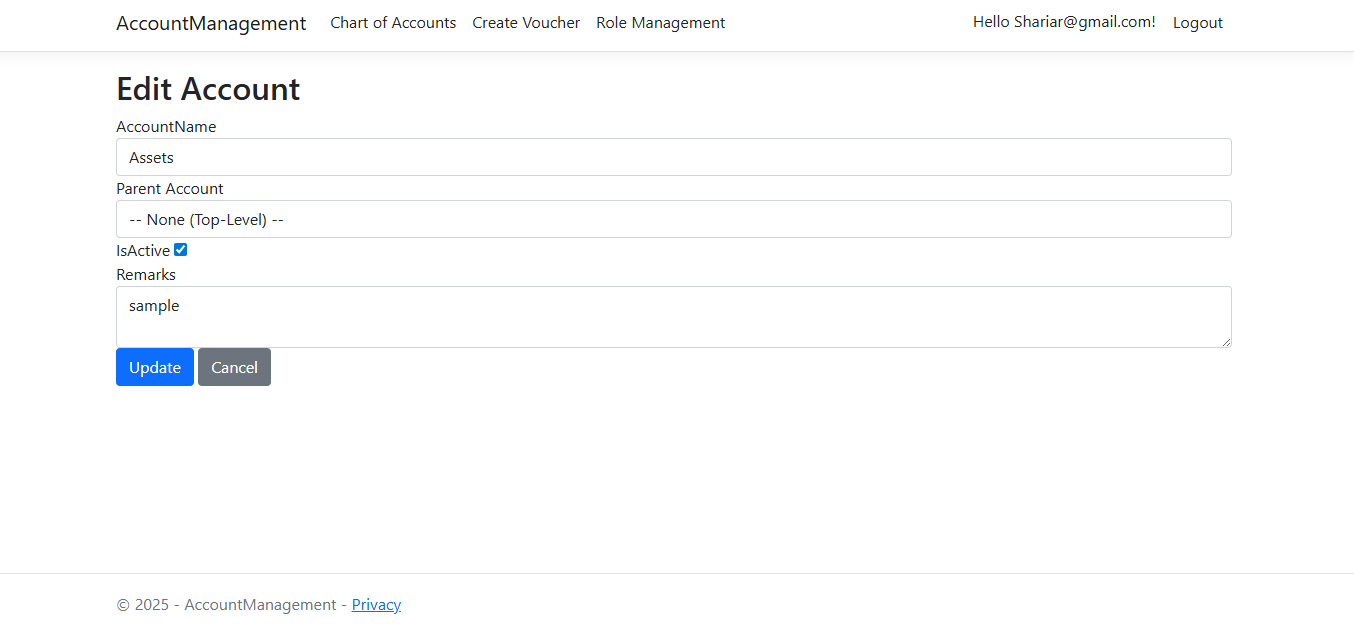 AccountManagement Chart of Accounts Create Voucher Role Management Hello Shariar@gmail.com! Logout
Edit Account
AccountName
Assets
Parent Account
-- None (Top-Level) --
IsActive
Remarks
sample
Update Cancel
© 2025 - AccountManagement - Privacy